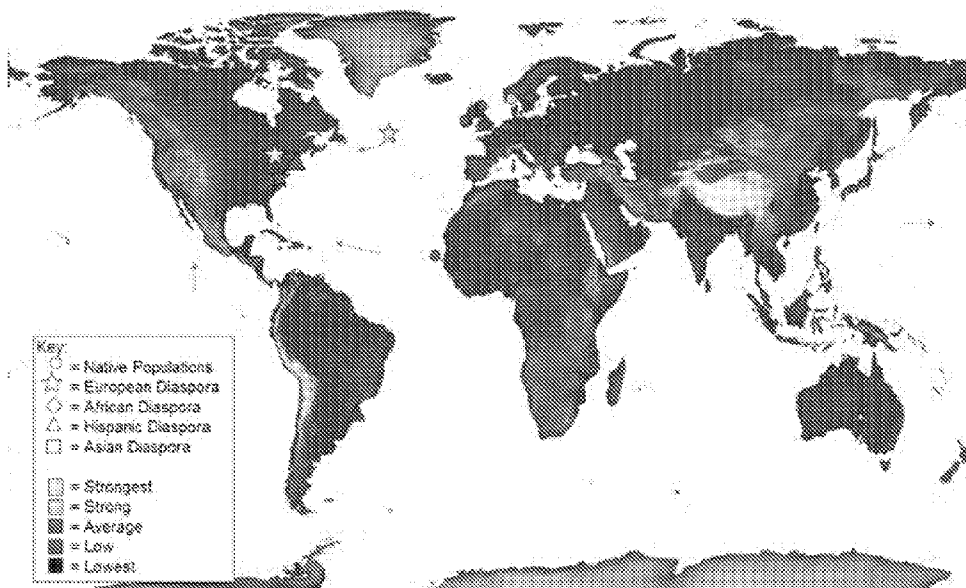 Key:
= Native Populations
= European Diaspora
= African Diaspora
= Hispanic Diaspora
= Asian Diaspora
= Strongest
= Strong
= Average
= Low
= Lowest